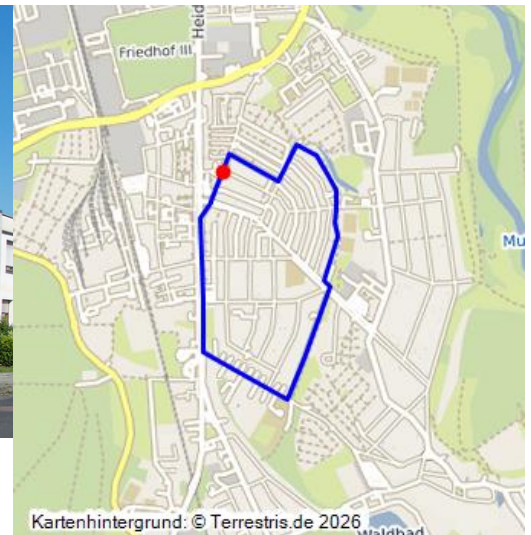 Heid
Friedhof III
Mu
Waldbad
Kartenhintergrund: © Terrestris.de 2026